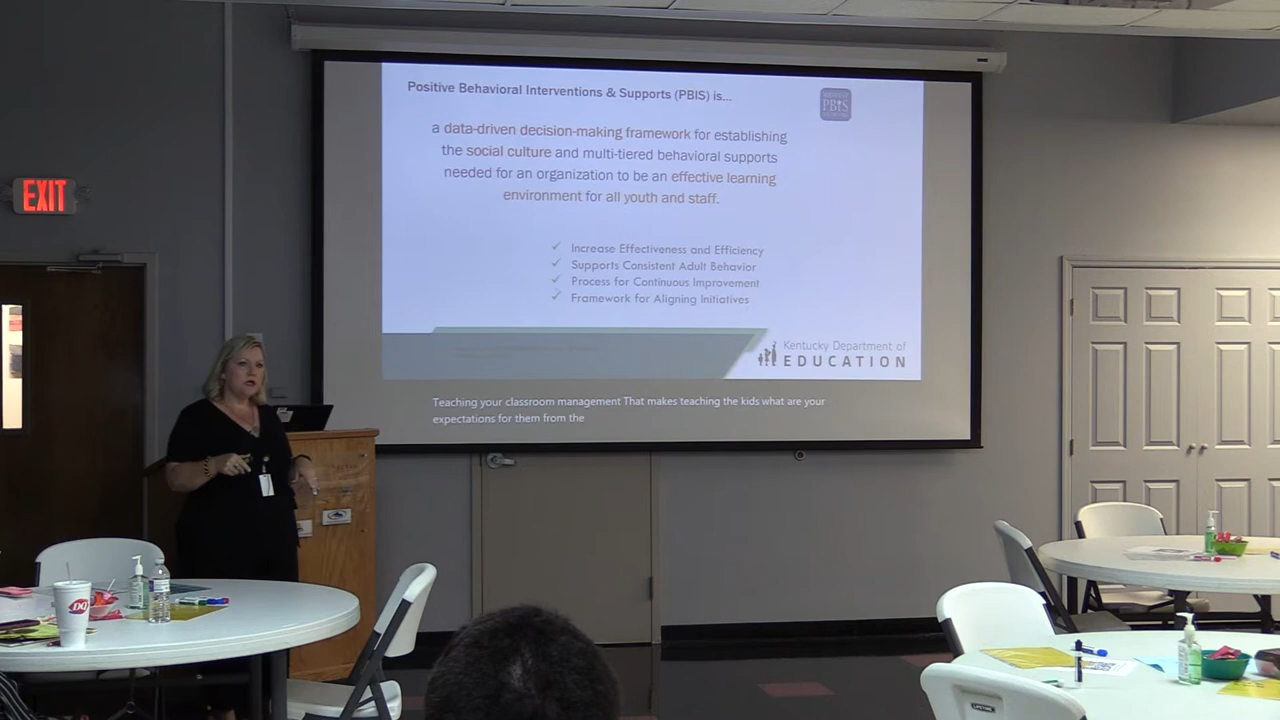 Positive Behavioral Interventions & Supports (PBIS) is...
PBIS
a data-driven decision-making framework for establishing
the social culture and multi-tiered behavioral supports
needed for an organization to be an effective learning
environment for all youth and staff.
✓ Increase Effectiveness and Efficiency
✓ Supports Consistent Adult Behavior
✓ Process for Continuous Improvement
✓ Framework for Aligning Initiatives
Kentucky Department of
EDUCATION
Teaching your classroom management That makes teaching the kids what are your
expectations for them from the
EXIT
DQ
LIFETIME